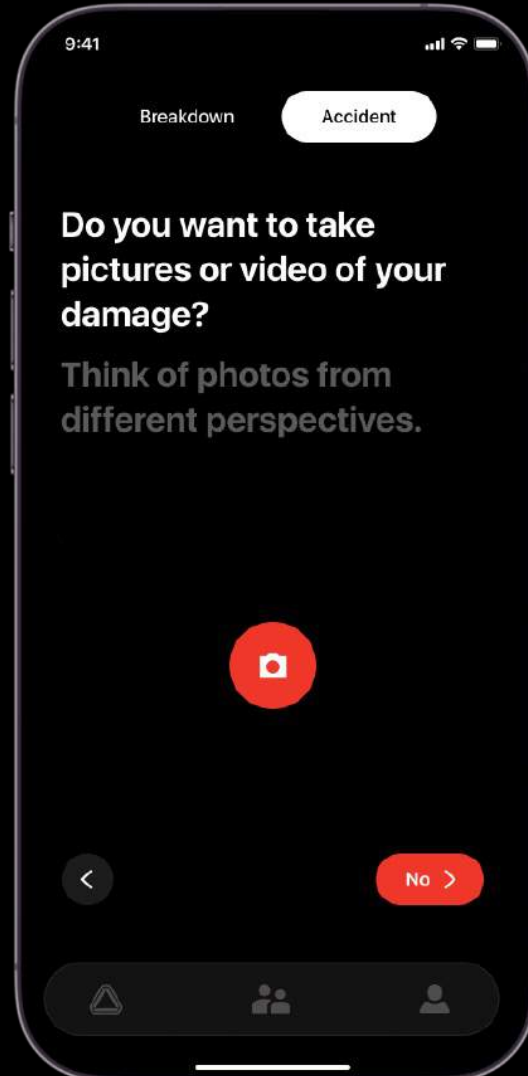 9:41
Breakdown
Accident
Do you want to take
pictures or video of your
damage?
Think of photos from
different perspectives.
No